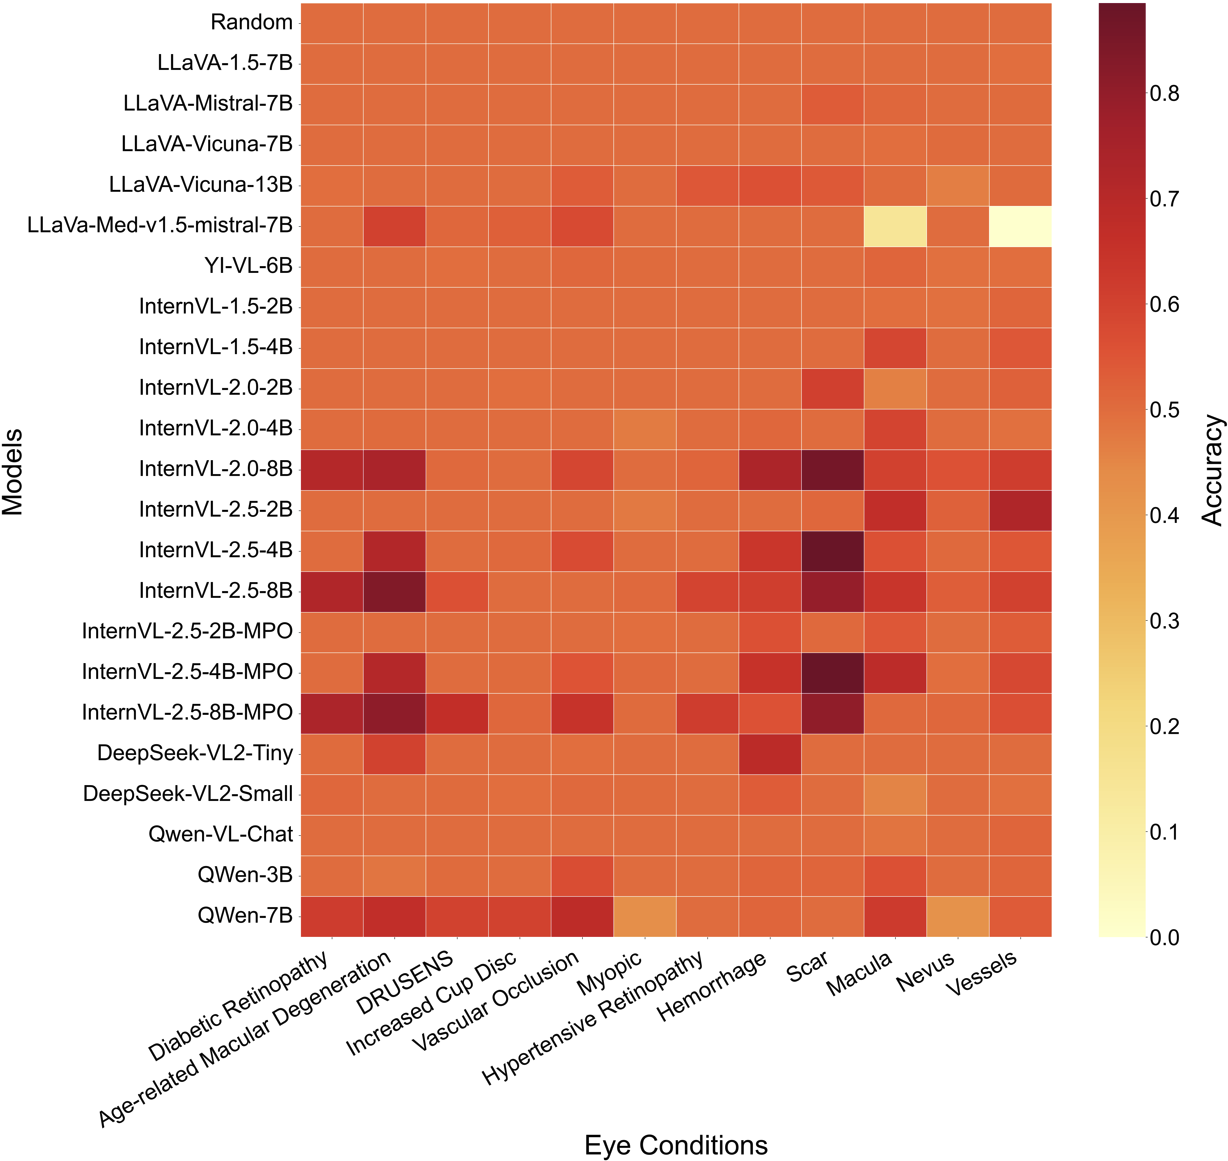 Models
Random
LLaVA-1.5-7B
LLaVA-Mistral-7B
LLaVA-Vicuna-7B
LLaVA-Vicuna-13B
LLaVa-Med-v1.5-mistral-7B
YI-VL-6B
InternVL-1.5-2B
InternVL-1.5-4B
InternVL-2.0-2B
InternVL-2.0-4B
InternVL-2.0-8B
InternVL-2.5-2B
InternVL-2.5-4B
InternVL-2.5-8B
InternVL-2.5-2B-MPO
InternVL-2.5-4B-MPO
InternVL-2.5-8B-MPO
DeepSeek-VL2-Tiny
DeepSeek-VL2-Small
Qwen-VL-Chat
QWen-3B
QWen-7B
Diabetic Retinopathy
Age-related Macular Degeneration
DRUSENS
Increased Cup Disc
Vascular Occlusion
Myopic
Hypertensive Retinopathy
Hemorrhage
Scar
Macula
Nevus
Vessels
Eye Conditions
0.8
0.7
0.6
0.5
0.4
0.3
0.2
0.1
0.0
Accuracy